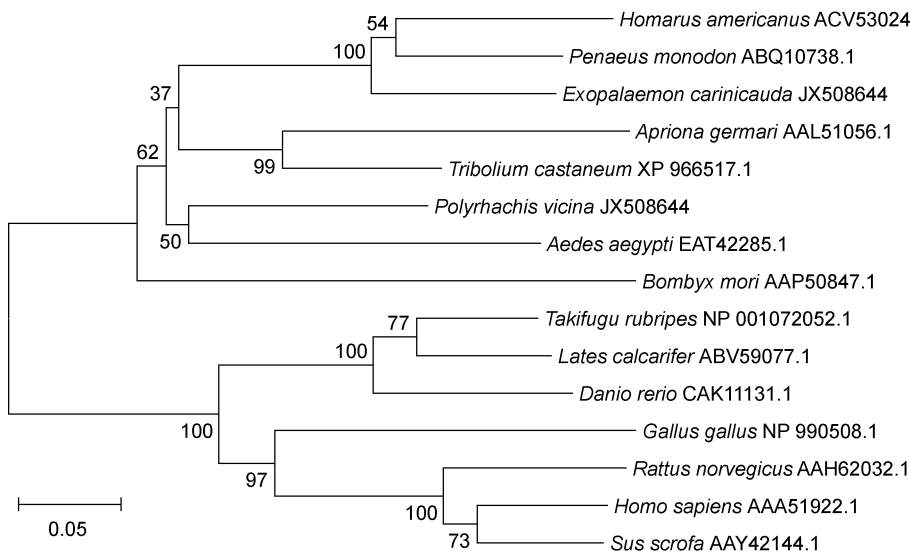 Homarus americanus ACV53024
54
Penaeus monodon ABQ10738.1
100
Exopalaemon carinicauda JX508644
37
Apriona germari AAL51056.1
99
Tribolium castaneum XP 966517.1
62
Polyrhachis vicina JX508644
50
Aedes aegypti EAT42285.1
Bombyx mori AAP50847.1
Takifugu rubripes NP 001072052.1
77
Lates calcarifer ABV59077.1
100
Danio rerio CAK11131.1
100
Gallus gallus NP 990508.1
97
Rattus norvegicus AAH62032.1
100
Homo sapiens AAA51922.1
73
Sus scrofa AAY42144.1
0.05